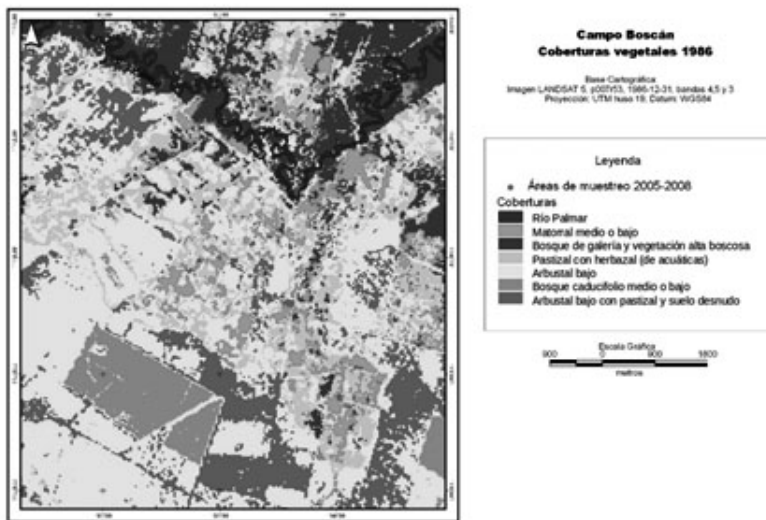 Campo Boscán
Coberturas vegetales 1986
Base Cartográfica:
Imagen LANDSAT 5, p007r53, 1986-12-31, bandas 4,5 y 3
Proyección: UTM huso 19, Datum: WGS84
Leyenda
Áreas de muestreo 2005-2008
Coberturas
Río Palmar
Matorral medio o bajo
Bosque de galería y vegetación alta boscosa
Pastizal con herbazal (de acuáticas)
Arbustal bajo
Bosque caducifolio medio o bajo
Arbustal bajo con pastizal y suelo desnudo
Escala Gráfica
900 0 900 1800
metros